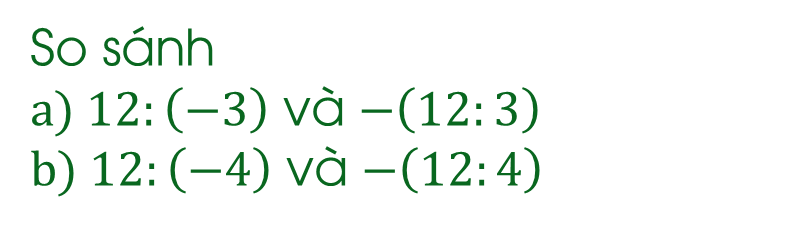 So sánh
a) 12: (−3) và −(12: 3)
b) 12: (−4) và −(12: 4)